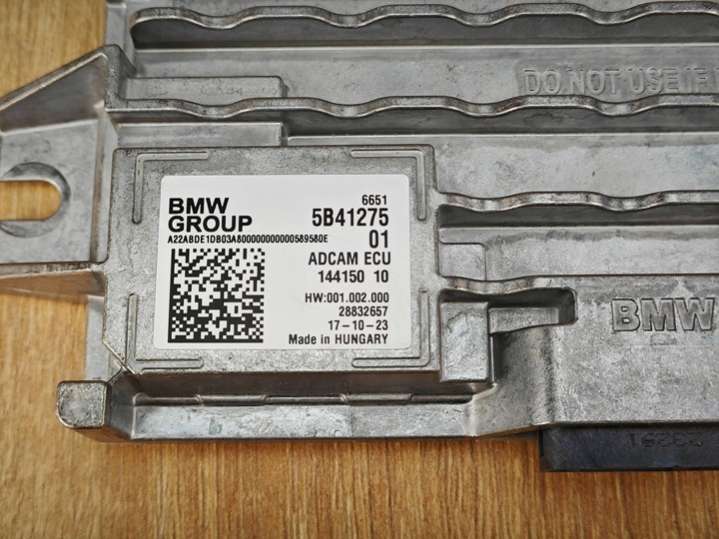 DO NOT USE IF
BMW
GROUP
6651
5B41275
A22ABDE1DB03A80000000000000589580E
01
ADCAM ECU
144150 10
HW:001.002.000
28832657
17-10-23
Made in HUNGARY
BMW